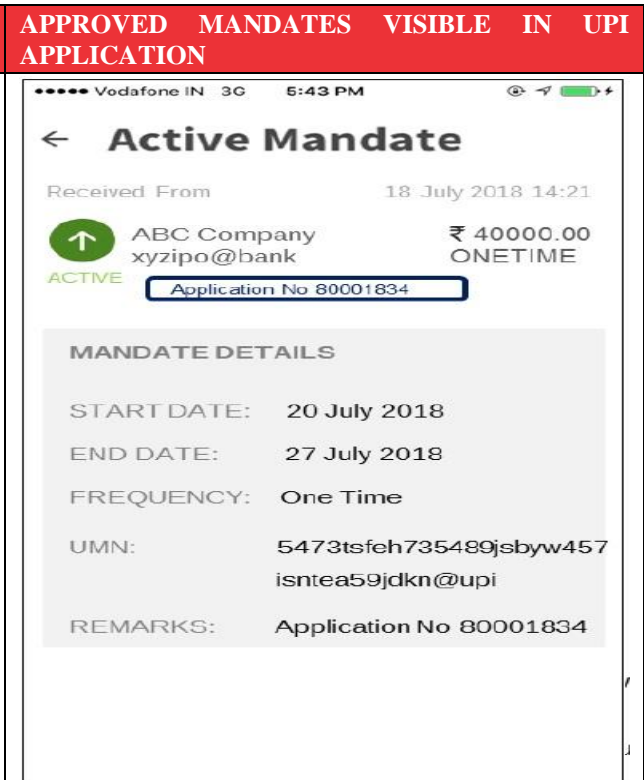 APPROVED MANDATES VISIBLE IN UPI
APPLICATION
Vodafone IN 3G 5:43 PM
Active Mandate
Received From 18 July 2018 14:21
ABC Company ₹ 40000.00
xyzipo@bank ONETIME
ACTIVE
Application No 80001834
MANDATE DETAILS
START DATE: 20 July 2018
END DATE: 27 July 2018
FREQUENCY: One Time
UMN: 5473tsfeh735489jsbyw457
isntea59jdkn@upi
REMARKS: Application No 80001834